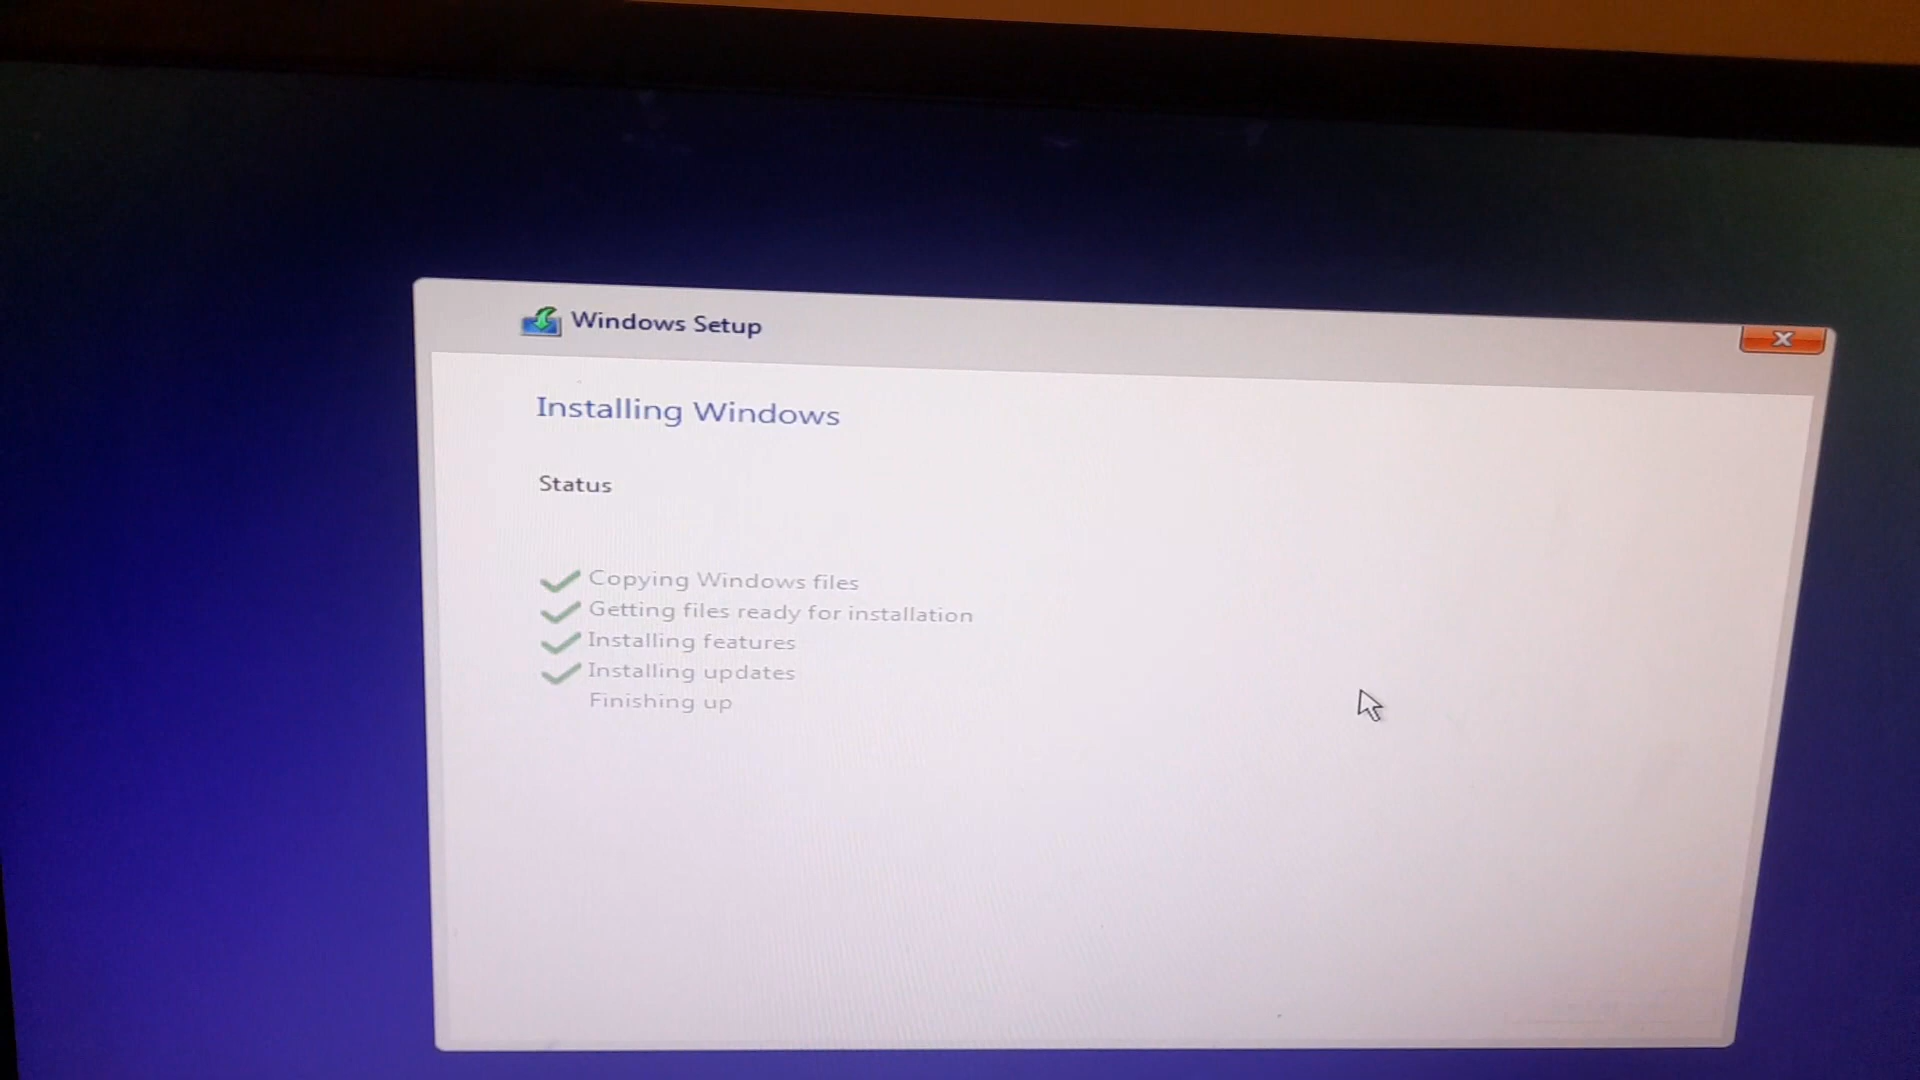 Windows Setup
Installing Windows
Status
Copying Windows files
Getting files ready for installation
Installing features
Installing updates
Finishing up